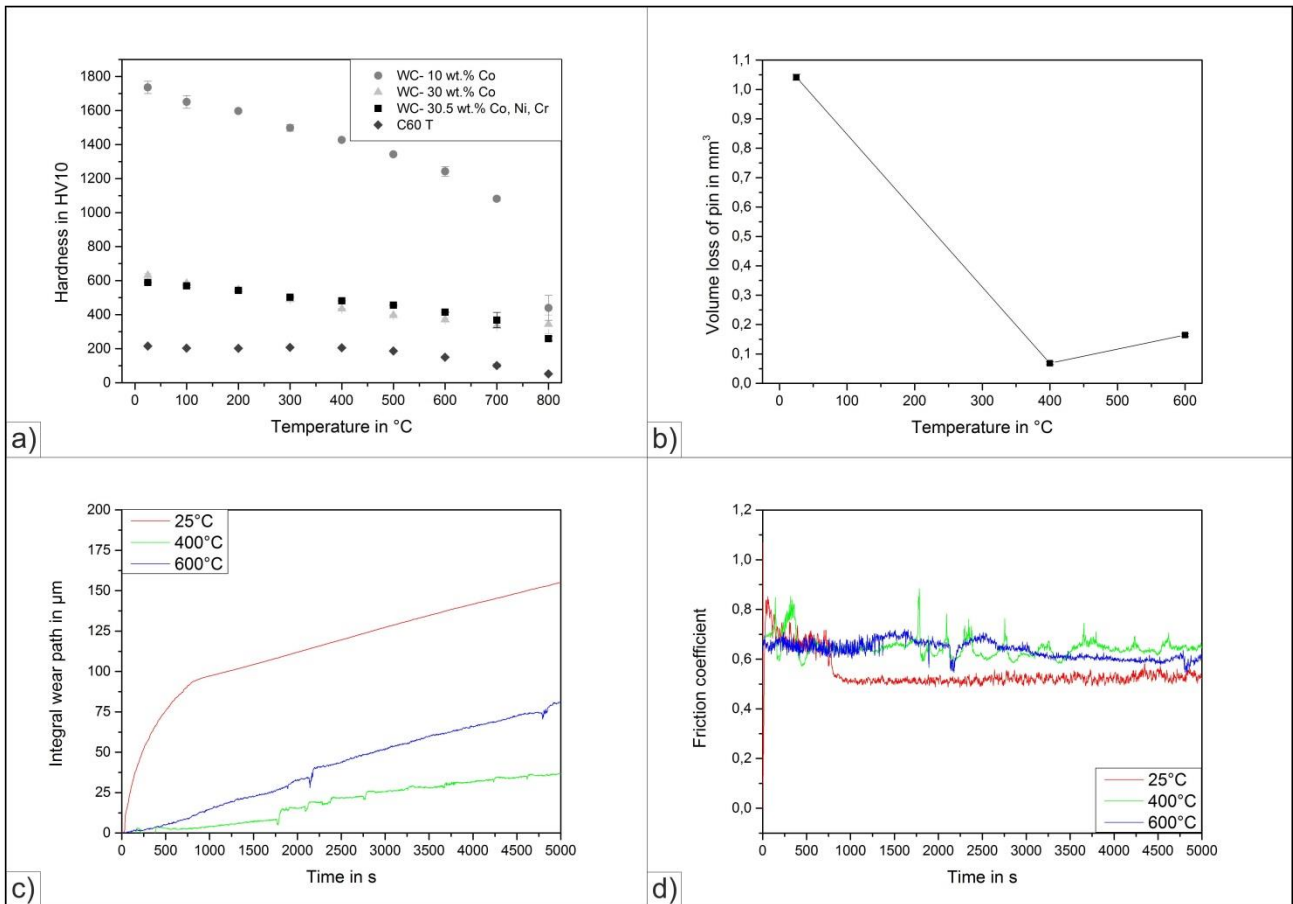 1800
1600
1400
1200
1000
800
600
400
200
0
Hardness in HV10
WC- 10 wt.% Co
WC- 30 wt.% Co
WC- 30.5 wt.% Co, Ni, Cr
C60 T
0 100 200 300 400 500 600 700 800
Temperature in °C
a)
1,1
1,0
0,9
0,8
0,7
0,6
0,5
0,4
0,3
0,2
0,1
0,0
Volume loss of pin in mm³
0 100 200 300 400 500 600
Temperature in °C
b)
200
175
150
125
100
75
50
25
0
Integral wear path in µm
25°C
400°C
600°C
0 500 1000 1500 2000 2500 3000 3500 4000 4500 5000
Time in s
c)
1,2
1,0
0,8
0,6
0,4
0,2
0,0
Friction coefficient
25°C
400°C
600°C
0 500 1000 1500 2000 2500 3000 3500 4000 4500 5000
Time in s
d)